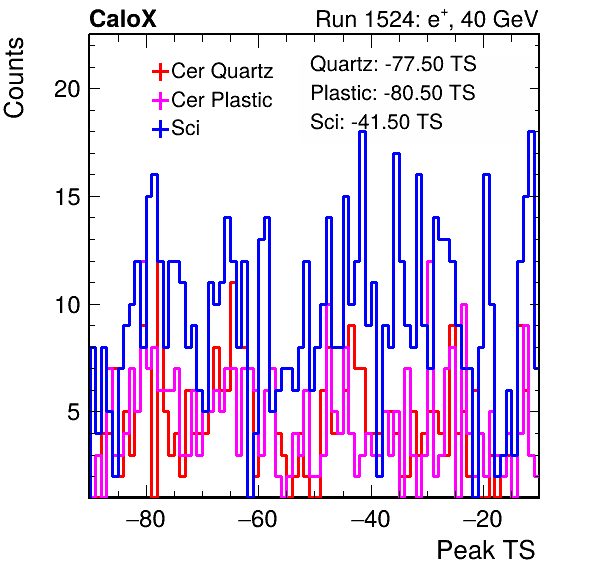 CaloX
Run 1524: e⁺, 40 GeV
Counts
Cer Quartz
Cer Plastic
Sci
Quartz: -77.50 TS
Plastic: -80.50 TS
Sci: -41.50 TS
20
15
10
5
−80
−60
−40
−20
Peak TS